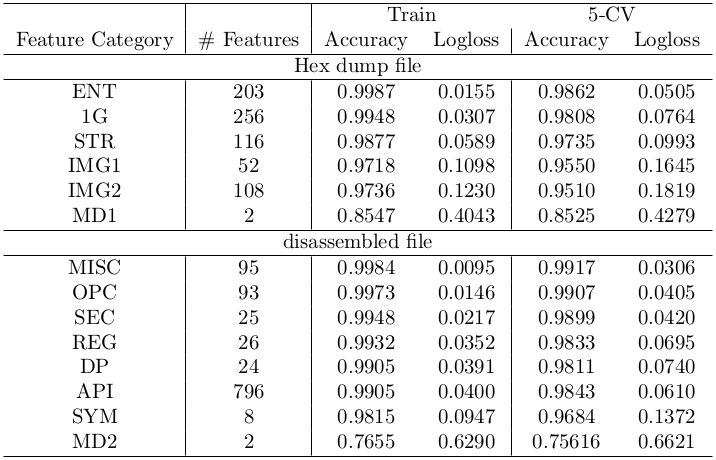 Train 5-CV
Feature Category # Features Accuracy Logloss Accuracy Logloss
Hex dump file
ENT 203 0.9987 0.0155 0.9862 0.0505
1G 256 0.9948 0.0307 0.9808 0.0764
STR 116 0.9877 0.0589 0.9735 0.0993
IMG1 52 0.9718 0.1098 0.9550 0.1645
IMG2 108 0.9736 0.1230 0.9510 0.1819
MD1 2 0.8547 0.4043 0.8525 0.4279
disassembled file
MISC 95 0.9984 0.0095 0.9917 0.0306
OPC 93 0.9973 0.0146 0.9907 0.0405
SEC 25 0.9948 0.0217 0.9899 0.0420
REG 26 0.9932 0.0352 0.9833 0.0695
DP 24 0.9905 0.0391 0.9811 0.0740
API 796 0.9905 0.0400 0.9843 0.0610
SYM 8 0.9815 0.0947 0.9684 0.1372
MD2 2 0.7655 0.6290 0.75616 0.6621